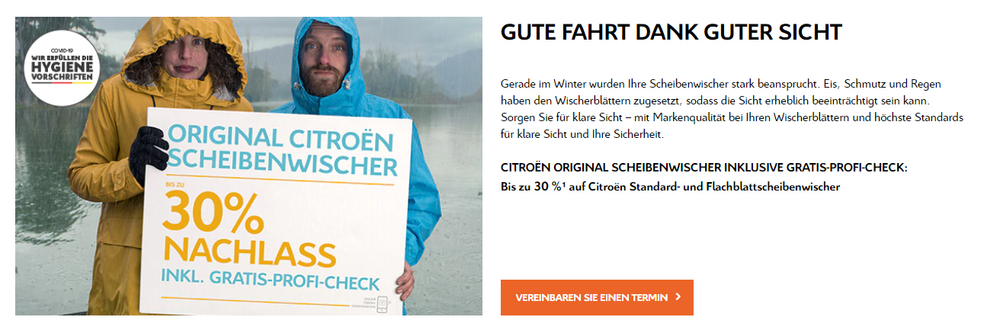 COVID-19
WIR ERFÜLLEN DIE
HYGIENE
VORSCHRIFTEN
ORIGINAL CITROËN
SCHEIBENWISCHER
BIS ZU
30%
NACHLASS
INKL. GRATIS-PROFI-CHECK
GUTE FAHRT DANK GUTER SICHT
Gerade im Winter wurden Ihre Scheibenwischer stark beansprucht. Eis, Schmutz und Regen
haben den Wischerblättern zugesetzt, sodass die Sicht erheblich beeinträchtigt sein kann.
Sorgen Sie für klare Sicht – mit Markenqualität bei Ihren Wischerblättern und höchste Standards
für klare Sicht und Ihre Sicherheit.
CITROËN ORIGINAL SCHEIBENWISCHER INKLUSIVE GRATIS-PROFI-CHECK:
Bis zu 30 %¹ auf Citroën Standard- und Flachblattscheibenwischer
VEREINBAREN SIE EINEN TERMIN